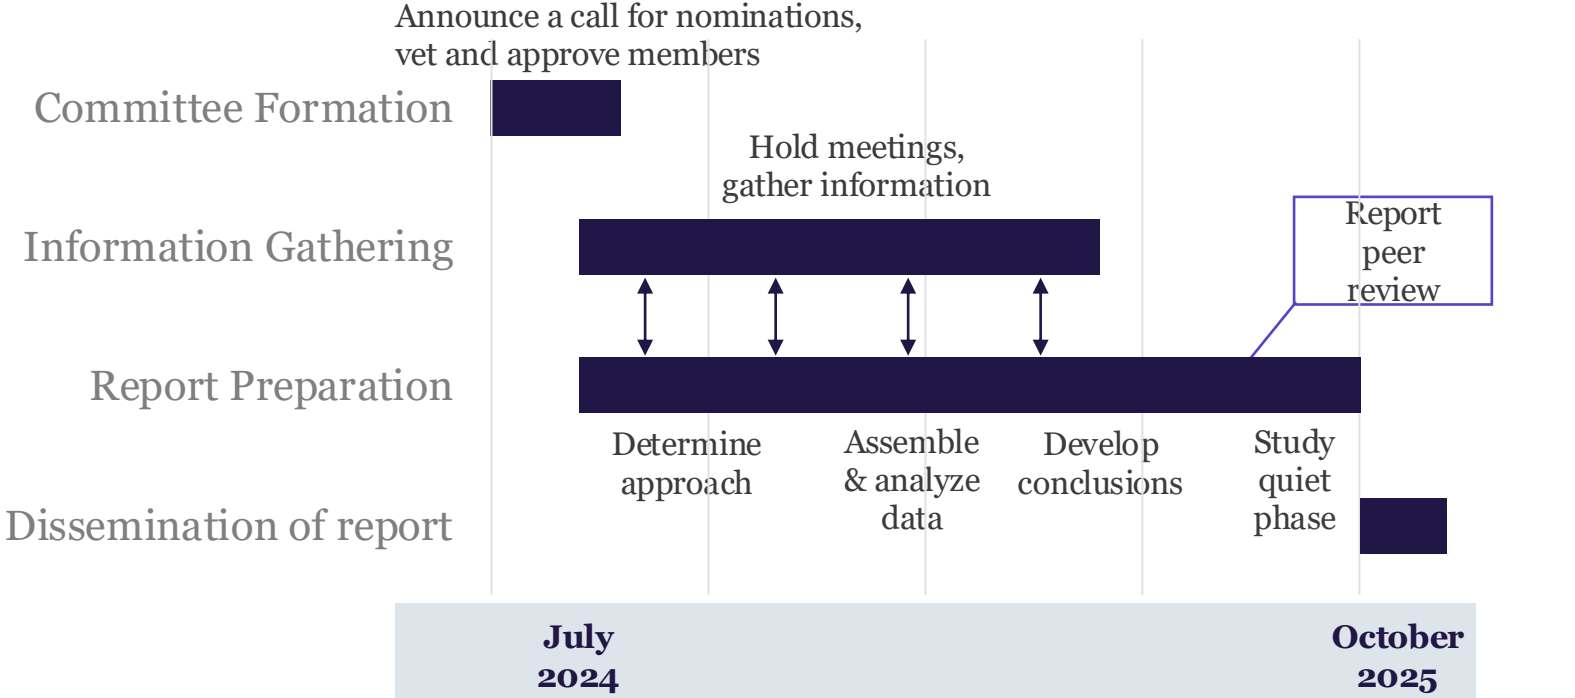 Announce a call for nominations,
vet and approve members
Committee Formation
Hold meetings,
gather information
Information Gathering
Report
peer
review
Report Preparation
Determine
approach
Assemble
& analyze
data
Develop
conclusions
Study
quiet
phase
Dissemination of report
July
2024
October
2025